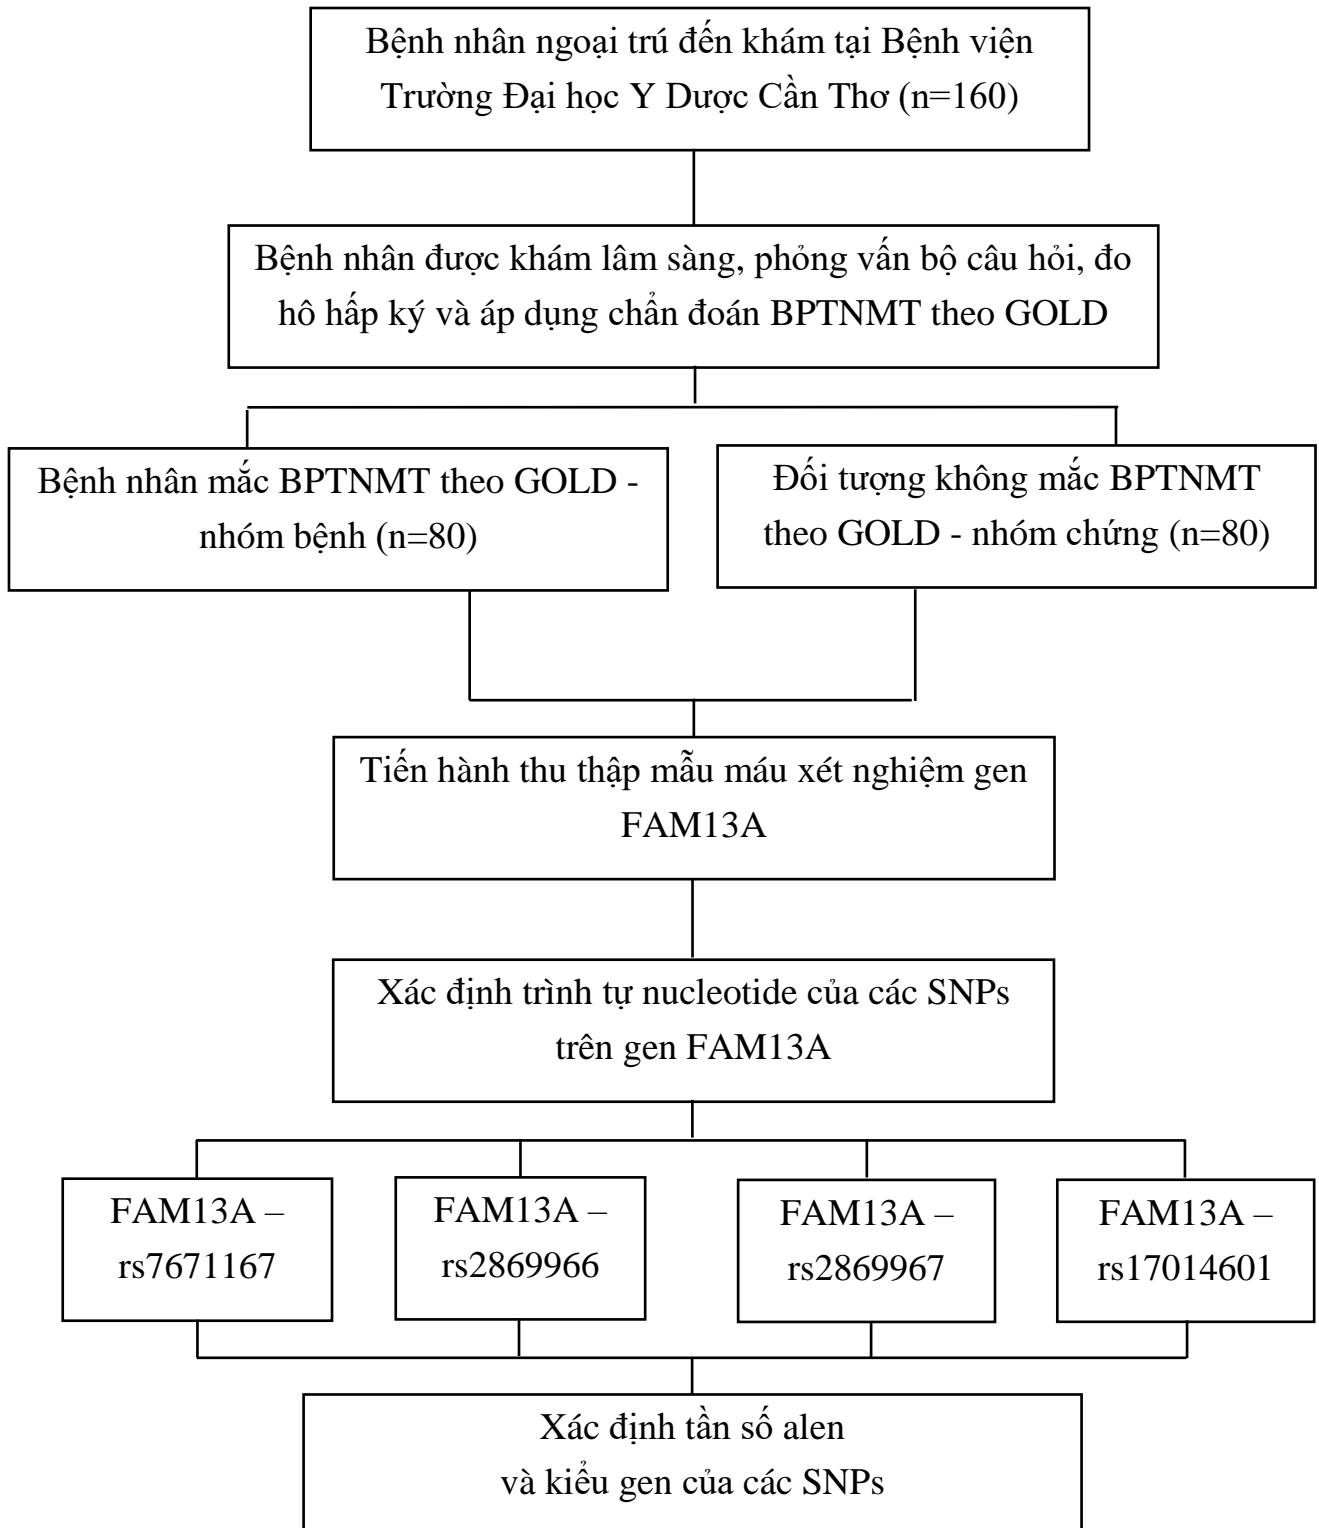 Bệnh nhân ngoại trú đến khám tại Bệnh viện
Trường Đại học Y Dược Cần Thơ (n=160)
Bệnh nhân được khám lâm sàng, phỏng vấn bộ câu hỏi, đo
hô hấp ký và áp dụng chẩn đoán BPTNMT theo GOLD
Bệnh nhân mắc BPTNMT theo GOLD -
nhóm bệnh (n=80)
Đối tượng không mắc BPTNMT
theo GOLD - nhóm chứng (n=80)
Tiến hành thu thập mẫu máu xét nghiệm gen
FAM13A
Xác định trình tự nucleotide của các SNPs
trên gen FAM13A
FAM13A –
rs7671167
FAM13A –
rs2869966
FAM13A –
rs2869967
FAM13A –
rs17014601
Xác định tần số alen
và kiểu gen của các SNPs